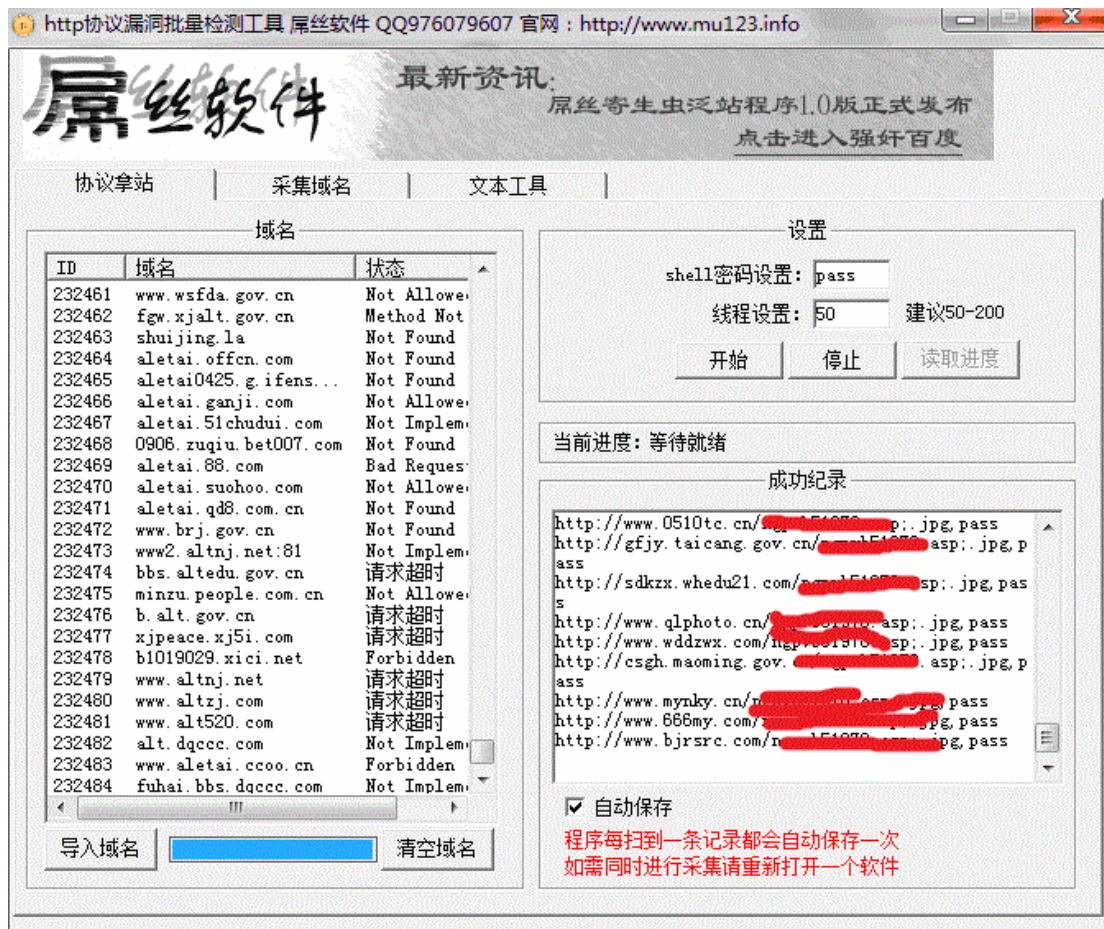 http协议漏洞批量检测工具 屌丝软件 QQ976079607 官网：http://www.mu123.info
屌丝软件
最新资讯:
屌丝寄生虫泛站程序1.0版正式发布
点击进入强奸百度
协议拿站 采集域名 文本工具
域名
ID 域名 状态
232461 www.wsfda.gov.cn Not Allowe
232462 fgw.xjalt.gov.cn Method Not
232463 shuijing.la Not Found
232464 aletai.offcn.com Not Found
232465 aletai0425.g.ifens... Not Found
232466 aletai.ganji.com Not Allowe
232467 aletai.51chudui.com Not Implem
232468 0906.zuqiu.bet007.com Not Found
232469 aletai.88.com Bad Reques
232470 aletai.suohoo.com Not Allowe
232471 aletai.qd8.com.cn Not Found
232472 www.brj.gov.cn Not Found
232473 www2.altnj.net:81 Not Implem
232474 bbs.altedu.gov.cn 请求超时
232475 minzu.people.com.cn Not Allowe
232476 b.alt.gov.cn 请求超时
232477 xjpeace.xj5i.com 请求超时
232478 b1019029.xici.net Forbidden
232479 www.altnj.net 请求超时
232480 www.altzj.com 请求超时
232481 www.alt520.com 请求超时
232482 alt.dqccc.com Not Implem
232483 www.aletai.ccoo.cn Forbidden
232484 fuhai.bbs.dqccc.com Not Implem
导入域名 清空域名
设置
shell密码设置: pass
线程设置: 50 建议50-200
开始 停止 读取进度
当前进度: 等待就绪
成功纪录
http://www.0510tc.cn/ p;.jpg,pass
http://gfjy.taicang.gov.cn/ asp;.jpg,p
ass
http://sdkzx.whedu21.com/ sp;.jpg,pas
s
http://www.qlphoto.cn/ .asp;.jpg,pass
http://www.wddzwx.com/ sp;.jpg,pass
http://csgh.maoming.gov. .asp;.jpg,p
ass
http://www.mynky.cn/ pass
http://www.666my.com/ jpg,pass
http://www.bjrsrc.com/n pg,pass
自动保存
程序每扫到一条记录都会自动保存一次
如需同时进行采集请重新打开一个软件